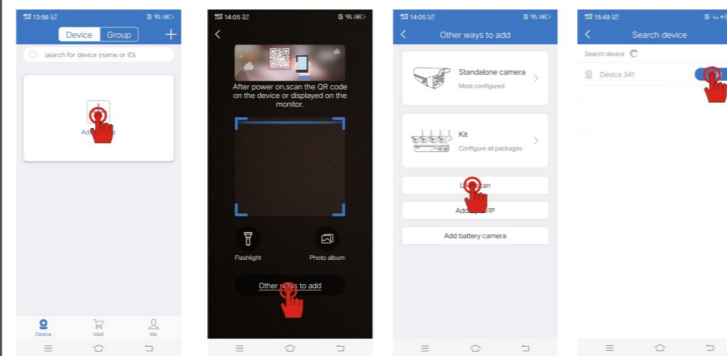 13:56
Device Group
search for device (name or ID)
Device
Mall
Me
14:05
After power on,scan the QR code
on the device or displayed on the
monitor.
Flashlight
Photo album
Other ways to add
14:05
Other ways to add
Standalone camera
Most configured
Kit
Configure all packages
Add battery camera
15:49
Search device
Search device
Device 341